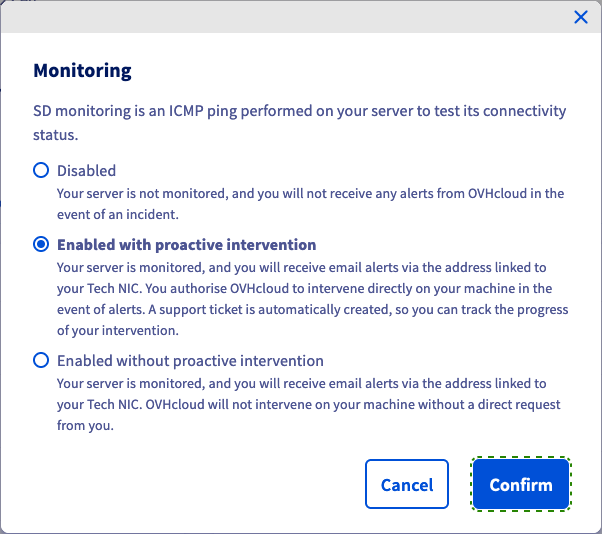 Monitoring
SD monitoring is an ICMP ping performed on your server to test its connectivity
status.
Disabled
Your server is not monitored, and you will not receive any alerts from OVHcloud in the
event of an incident.
Enabled with proactive intervention
Your server is monitored, and you will receive email alerts via the address linked to
your Tech NIC. You authorise OVHcloud to intervene directly on your machine in the
event of alerts. A support ticket is automatically created, so you can track the progress
of your intervention.
Enabled without proactive intervention
Your server is monitored, and you will receive email alerts via the address linked to
your Tech NIC. OVHcloud will not intervene on your machine without a direct request
from you.
Cancel
Confirm